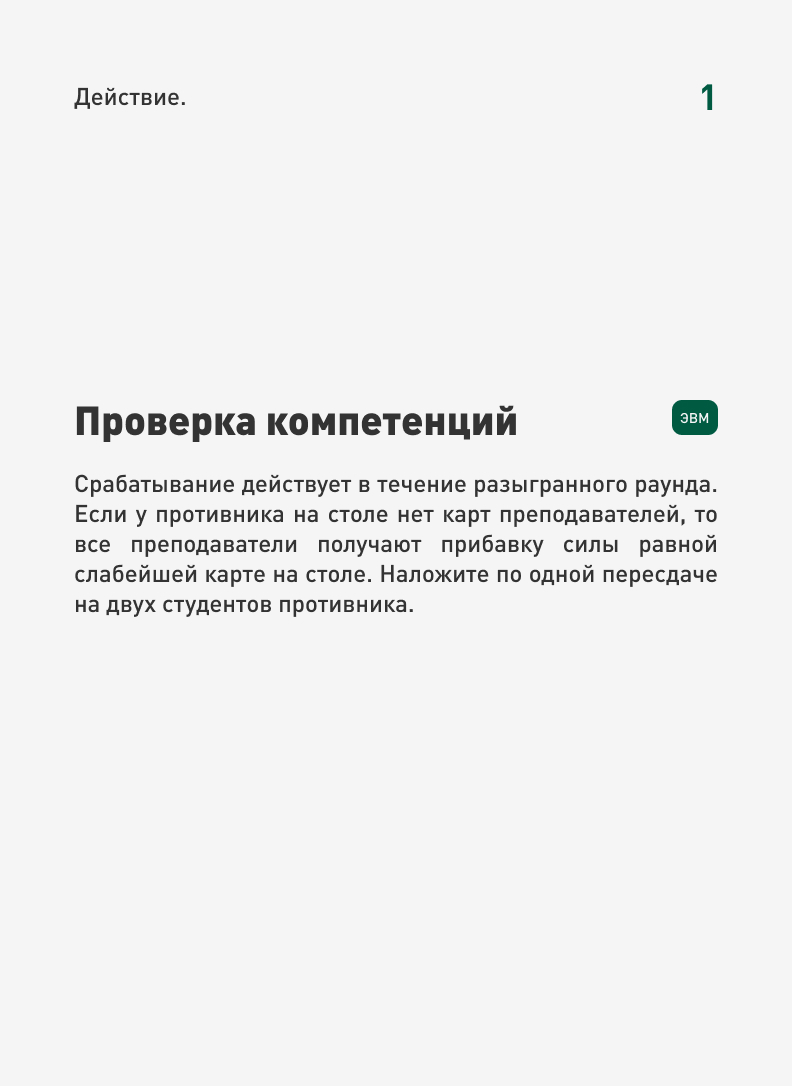 Действие.
1
Проверка компетенций
ЭВМ
Срабатывание действует в течение разыгранного раунда.
Если у противника на столе нет карт преподавателей, то
все преподаватели получают прибавку силы равной
слабейшей карте на столе. Наложите по одной пересдаче
на двух студентов противника.